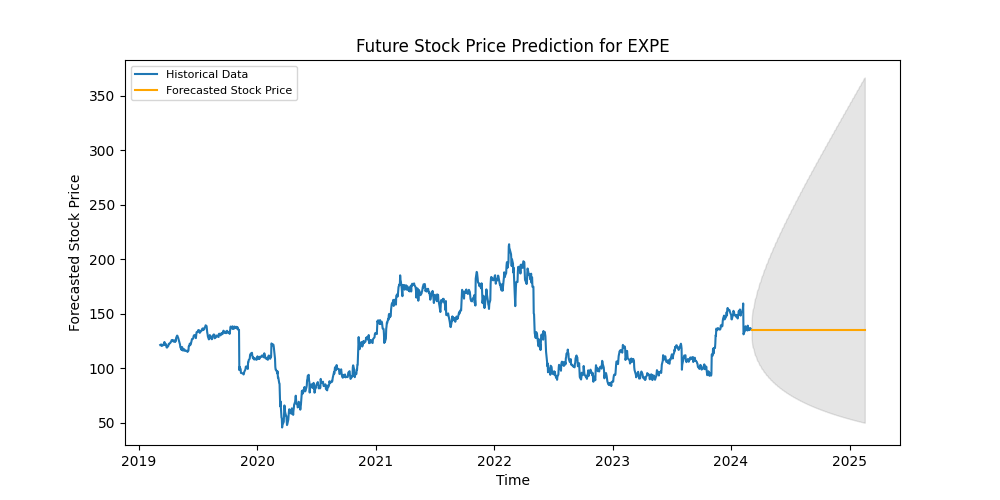 Future Stock Price Prediction for EXPE
Historical Data
Forecasted Stock Price
Forecasted Stock Price
350
300
250
200
150
100
50
2019 2020 2021 2022 2023 2024 2025
Time